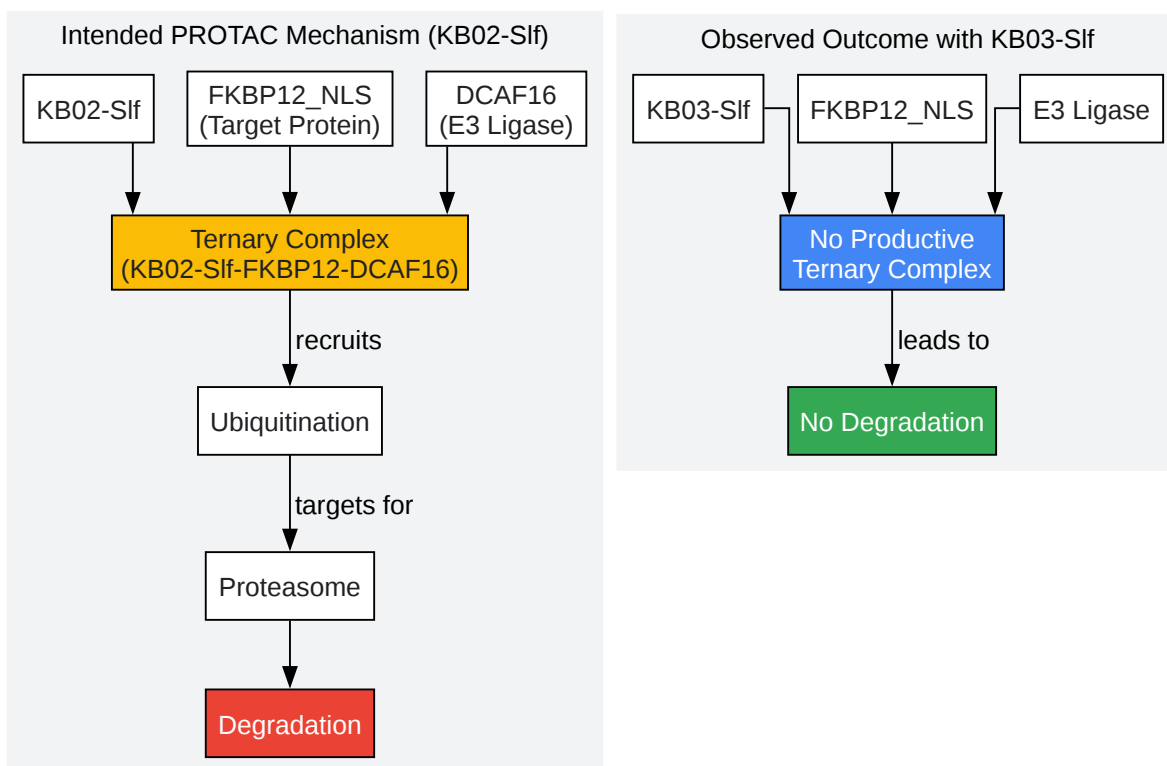 Intended PROTAC Mechanism (KB02-Slf)
KB02-Slf
FKBP12_NLS
(Target Protein)
DCAF16
(E3 Ligase)
Ternary Complex
(KB02-Slf-FKBP12-DCAF16)
recruits
Ubiquitination
targets for
Proteasome
Degradation
Observed Outcome with KB03-Slf
KB03-Slf
FKBP12_NLS
E3 Ligase
No Productive
Ternary Complex
leads to
No Degradation